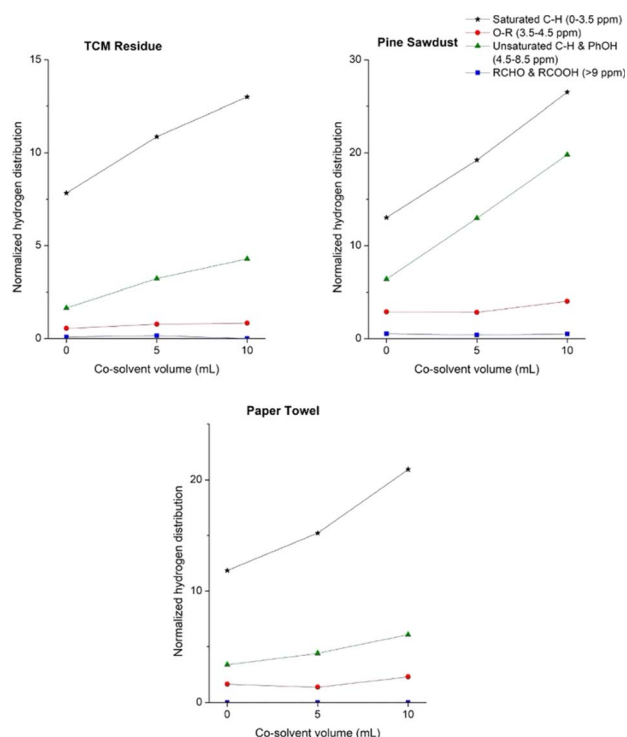 Saturated C-H (0-3.5 ppm)
O-R (3.5-4.5 ppm)
Unsaturated C-H & PhOH
(4.5-8.5 ppm)
RCHO & RCOOH (>9 ppm)
TCM Residue
15
10
5
0
Normalized hydrogen distribution
0 5 10
Co-solvent volume (mL)
Pine Sawdust
30
20
10
0
Normalized hydrogen distribution
0 5 10
Co-solvent volume (mL)
Paper Towel
20
10
0
Normalized hydrogen distribution
0 5 10
Co-solvent volume (mL)